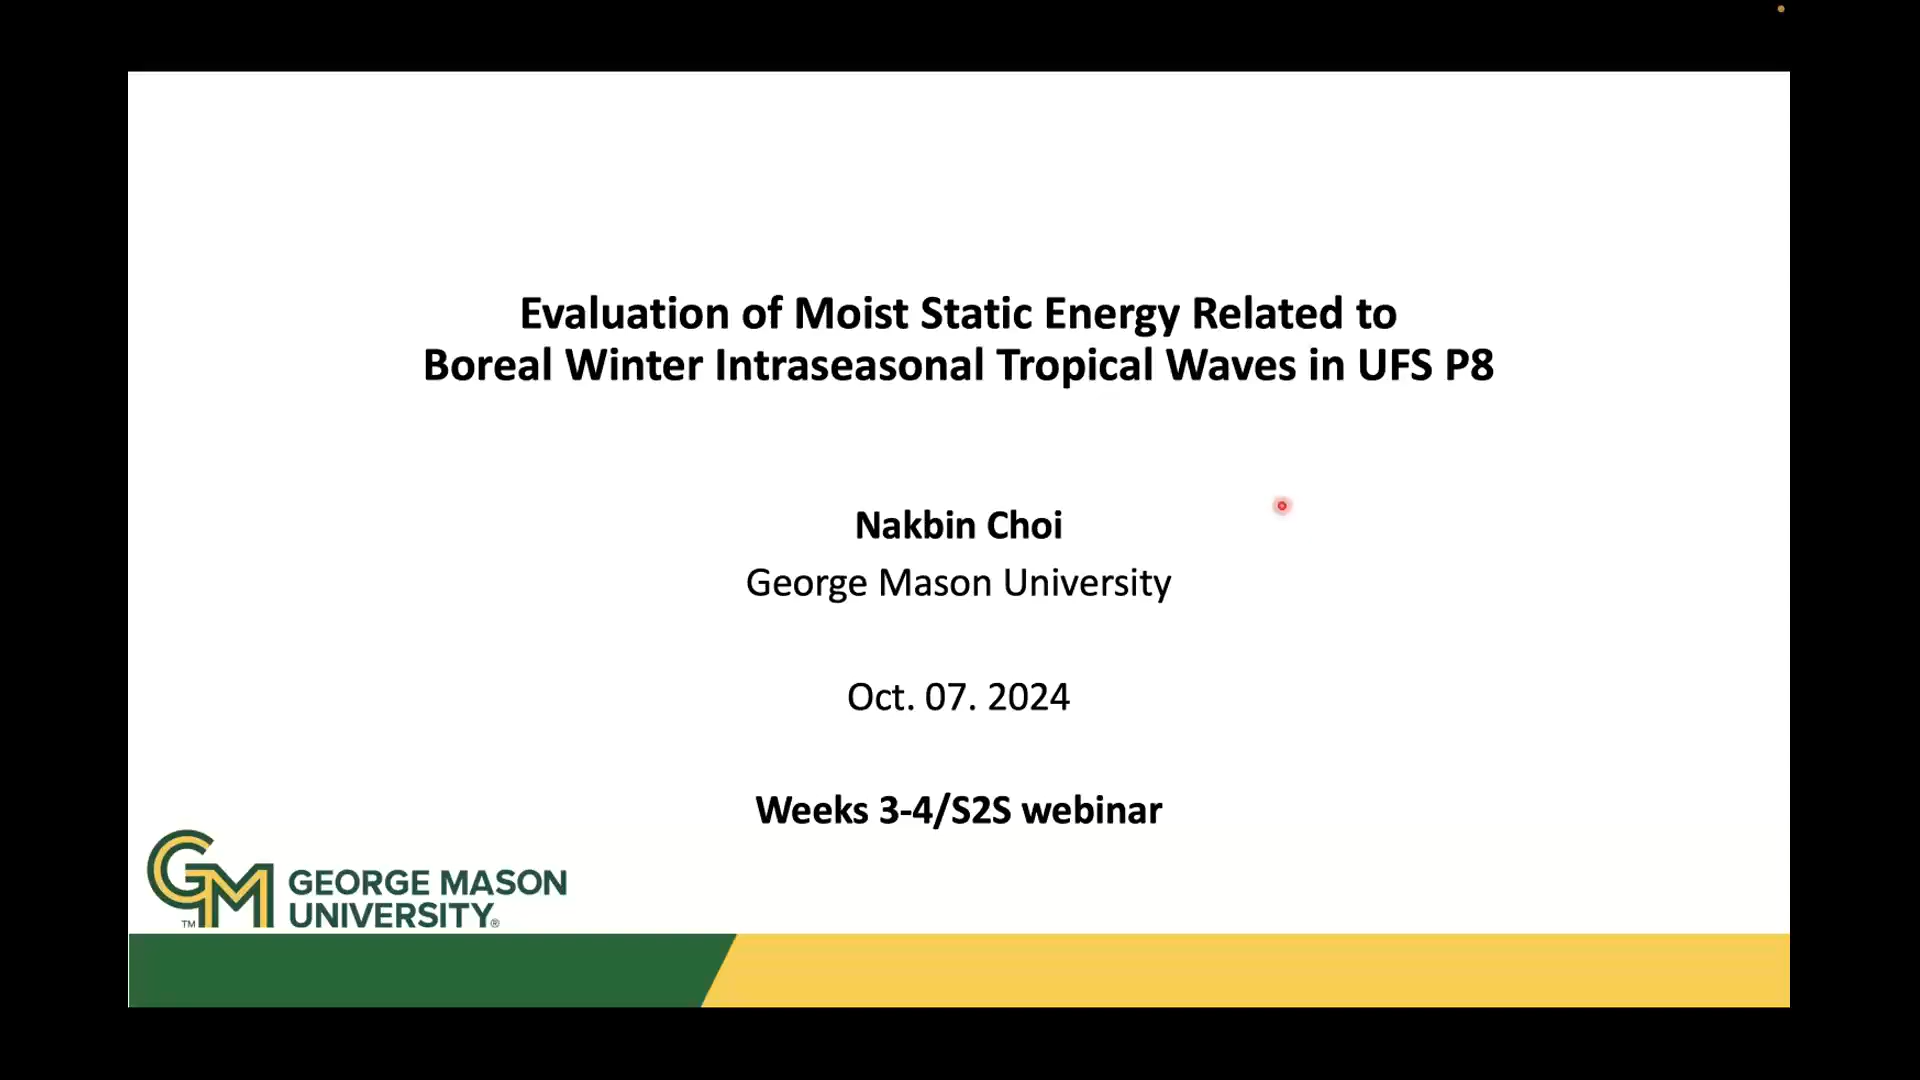 Evaluation of Moist Static Energy Related to
Boreal Winter Intraseasonal Tropical Waves in UFS P8
Nakbin Choi
George Mason University
Oct. 07. 2024
Weeks 3-4/S2S webinar
GM™ GEORGE MASON
UNIVERSITY®